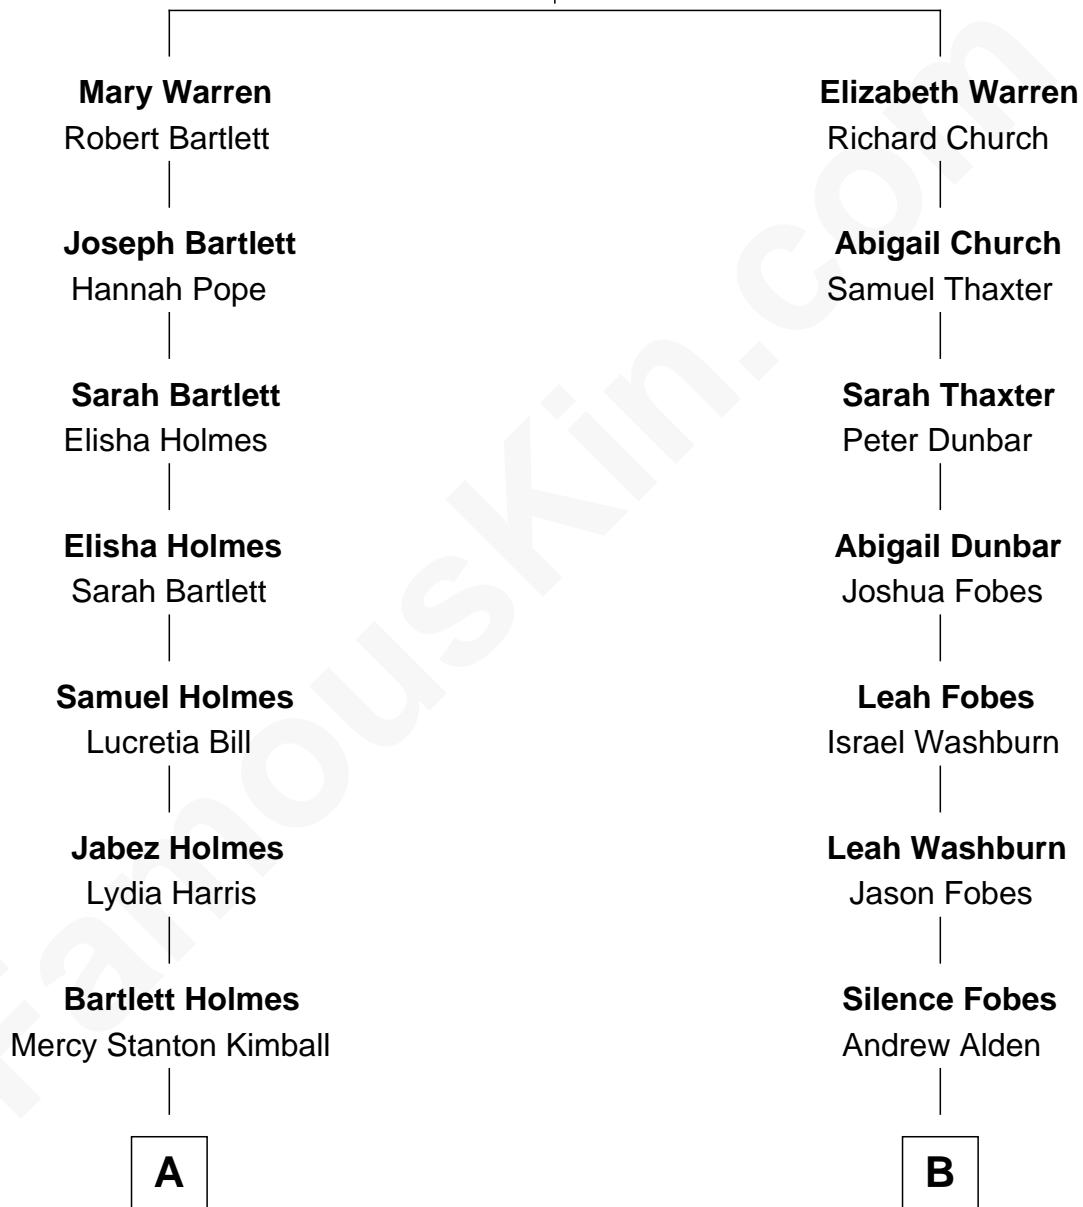 Mary Warren
Robert Bartlett
Joseph Bartlett
Hannah Pope
Sarah Bartlett
Elisha Holmes
Elisha Holmes
Sarah Bartlett
Samuel Holmes
Lucretia Bill
Jabez Holmes
Lydia Harris
Bartlett Holmes
Mercy Stanton Kimball
A
Elizabeth Warren
Richard Church
Abigail Church
Samuel Thaxter
Sarah Thaxter
Peter Dunbar
Abigail Dunbar
Joshua Fobes
Leah Fobes
Israel Washburn
Leah Washburn
Jason Fobes
Silence Fobes
Andrew Alden
B
FamousKin.com